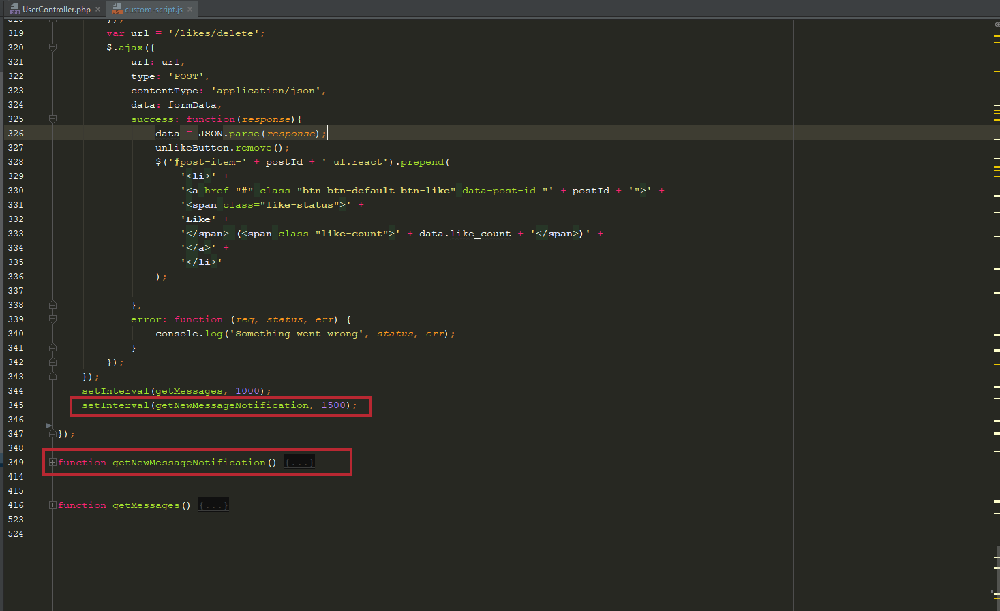 UserController.php × custom-script.js ×
318 });
319 var url = '/likes/delete';
320 $.ajax({
321 url: url,
322 type: 'POST',
323 contentType: 'application/json',
324 data: formData,
325 success: function(response){
326 data = JSON.parse(response);
327 unlikeButton.remove();
328 $('#post-item-' + postId + ' ul.react').prepend(
329 '<li>' +
330 '<a href="#" class="btn btn-default btn-like" data-post-id="' + postId + '">' +
331 '<span class="like-status">' +
332 'Like' +
333 '</span> (<span class="like-count">' + data.like_count + '</span>)' +
334 '</a>' +
335 '</li>'
336 );
337
338 },
339 error: function (req, status, err) {
340 console.log('Something went wrong', status, err);
341 }
342 });
343 });
344 setInterval(getMessages, 1000);
345 setInterval(getNewMessageNotification, 1500);
346
347 });
348
349 function getNewMessageNotification() {...}
414
415
416 function getMessages() {...}
523
524